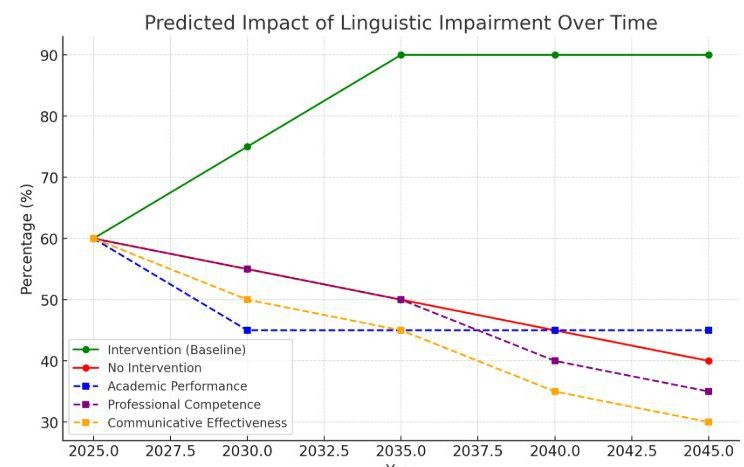 Predicted Impact of Linguistic Impairment Over Time
Percentage (%)
90
80
70
60
50
40
30
Intervention (Baseline)
No Intervention
Academic Performance
Professional Competence
Communicative Effectiveness
2025.0 2027.5 2030.0 2032.5 2035.0 2037.5 2040.0 2042.5 2045.0